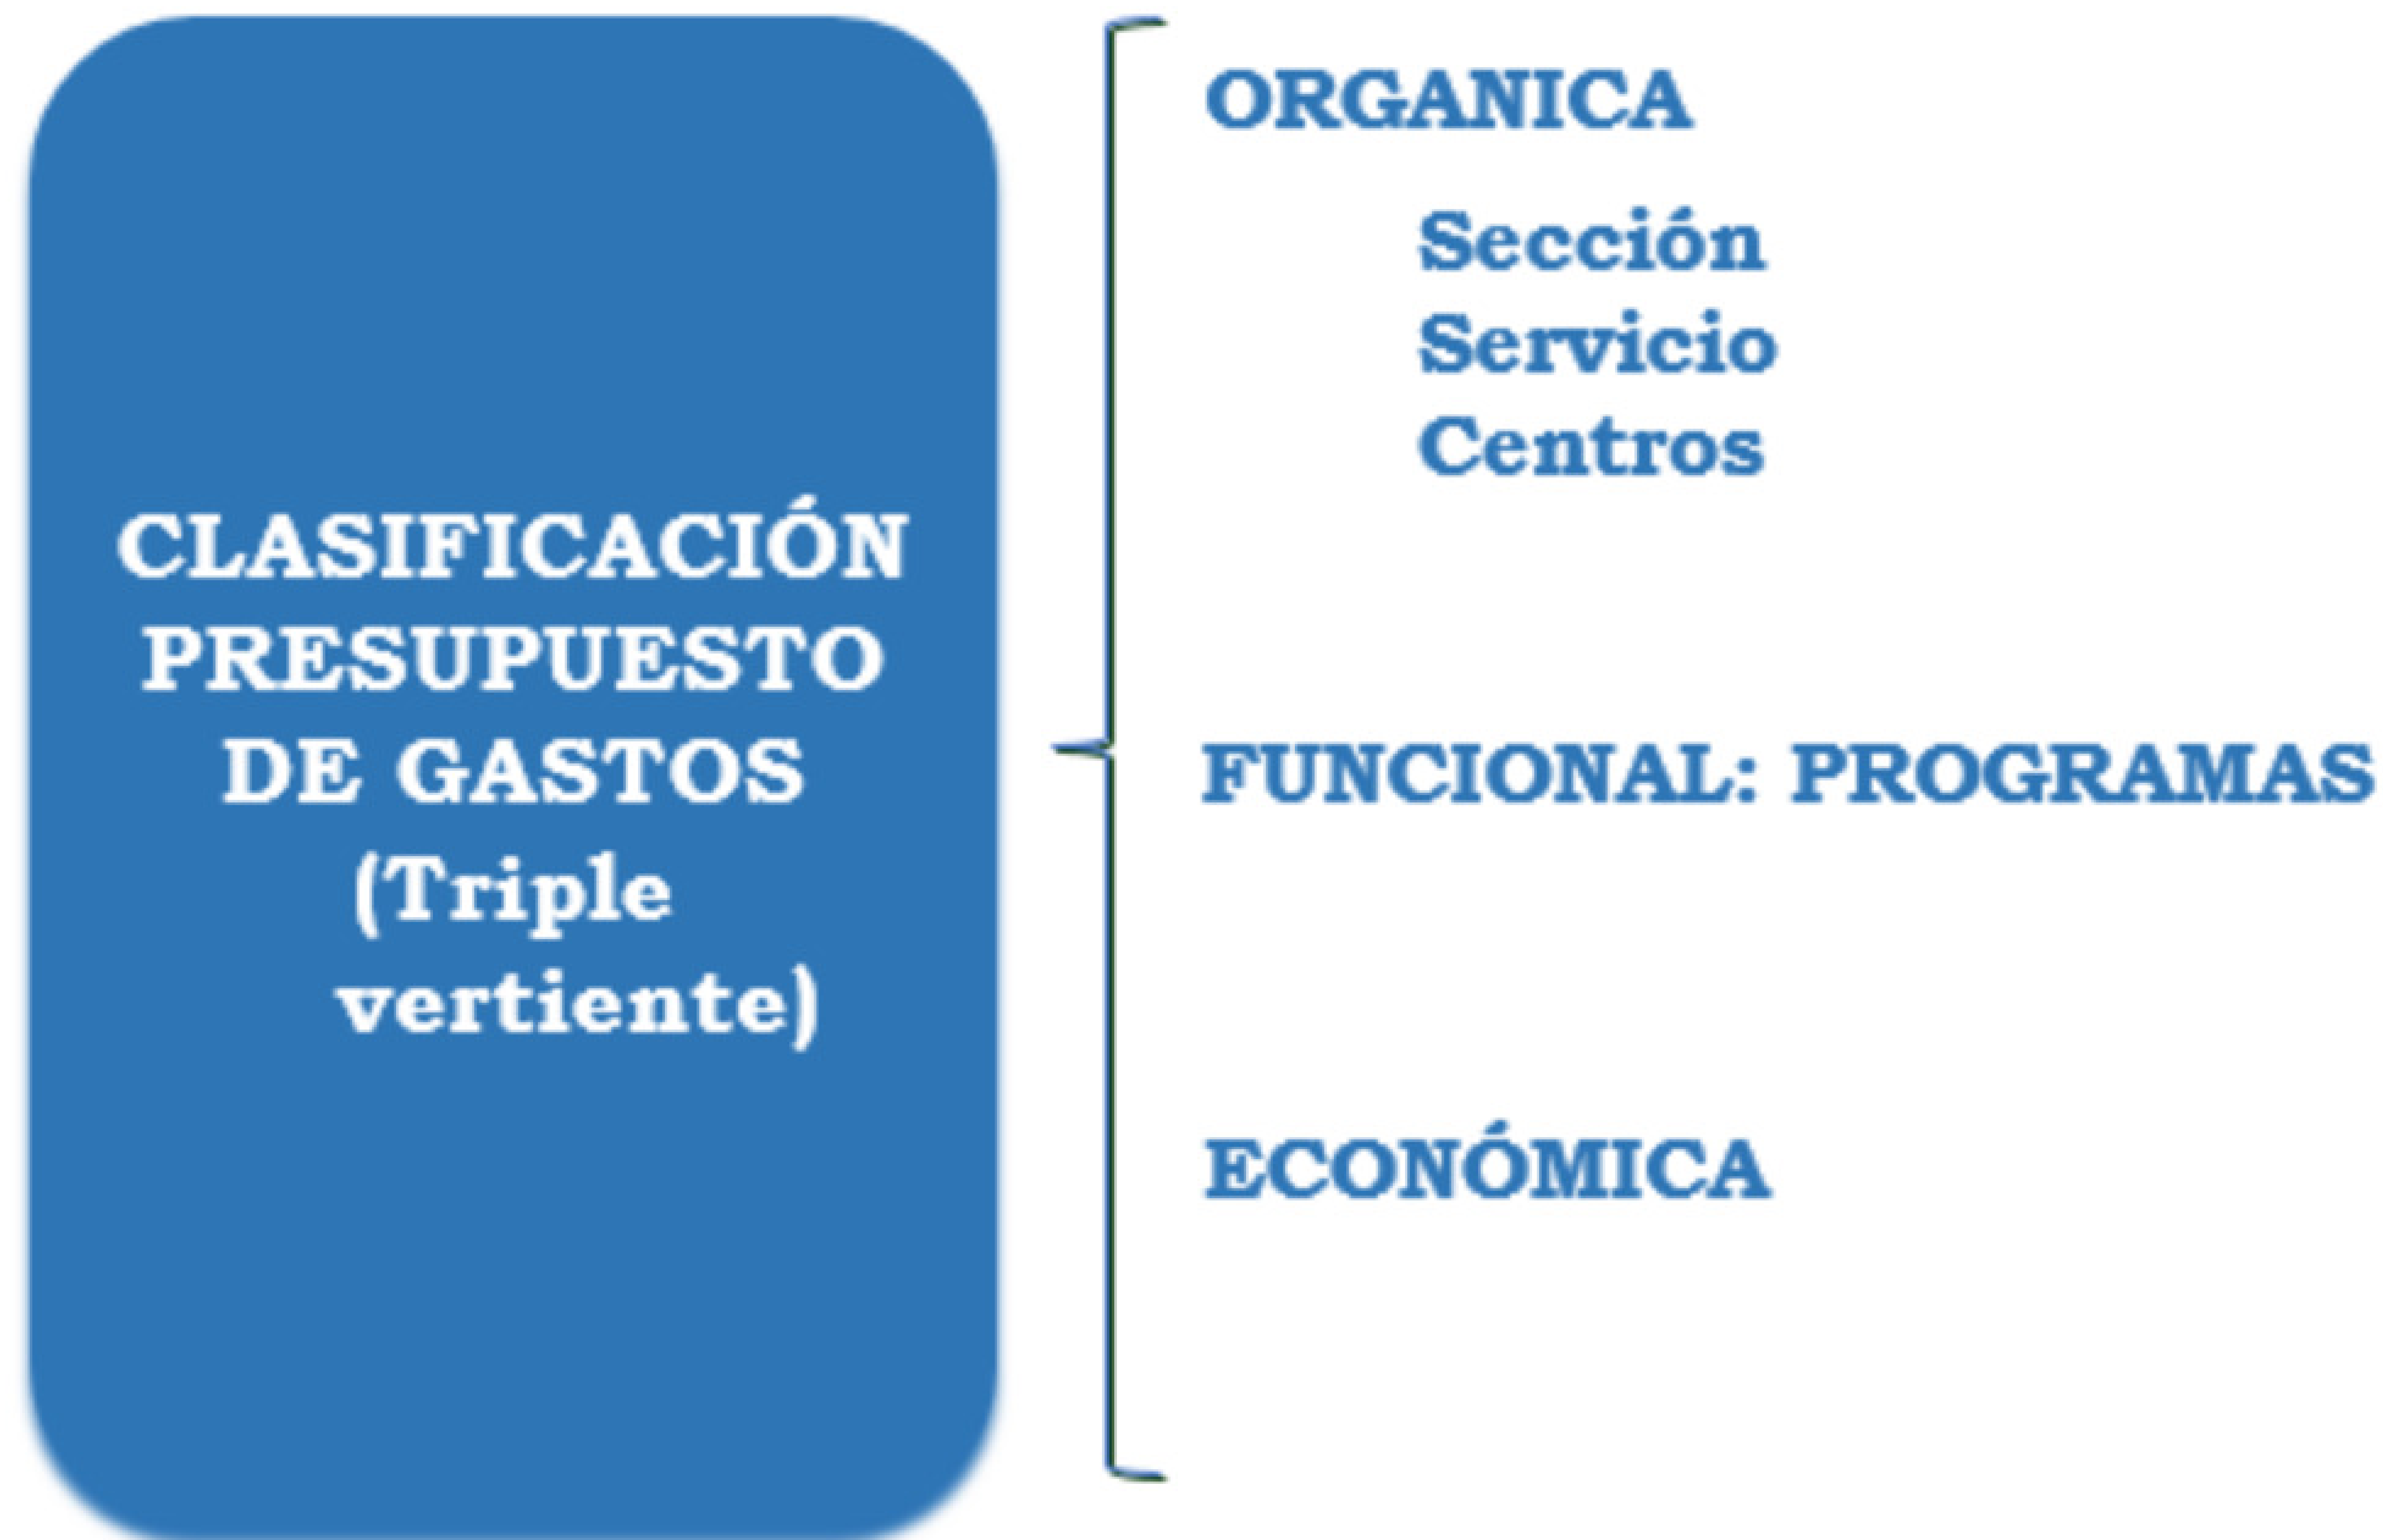 CLASIFICACIÓN
PRESUPUESTO
DE GASTOS
(Triple
vertiente)
ORGANICA
Sección
Servicio
Centros
FUNCIONAL: PROGRAMAS
ECONÓMICA